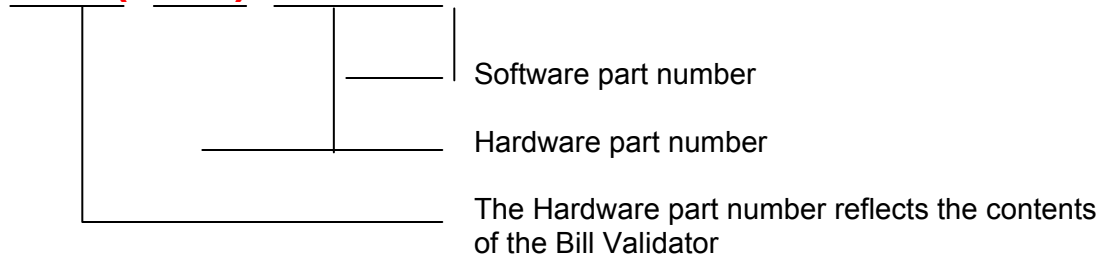 Software part number
Hardware part number
The Hardware part number reflects the contents
of the Bill Validator